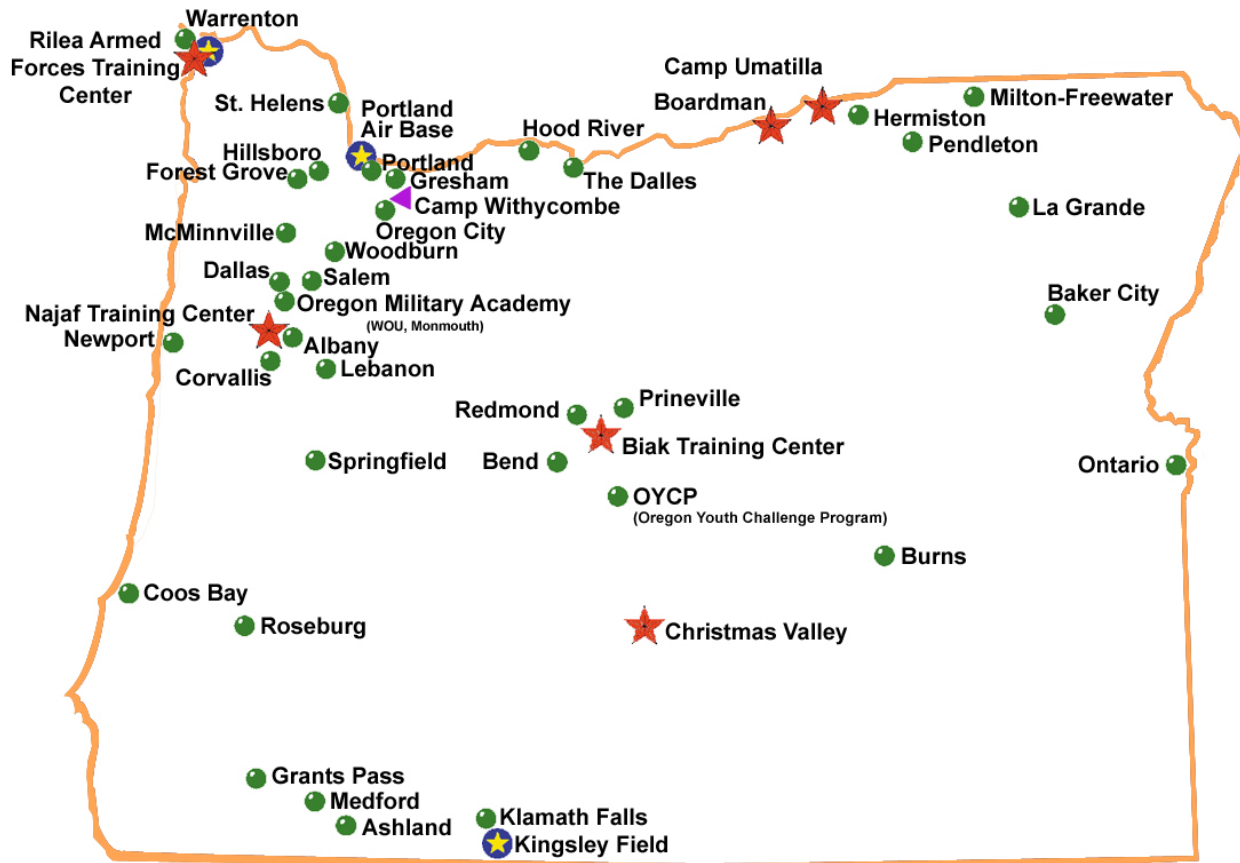 Warrenton
Rilea Armed
Forces Training
Center
Camp Umatilla
St. Helens
Portland
Air Base
Boardman
Milton-Freewater
Hermiston
Hood River
Pendleton
Hillsboro
Portland
Forest Grove
Gresham
The Dalles
Camp Withycombe
La Grande
Oregon City
McMinnville
Woodburn
Dallas
Salem
Baker City
Oregon Military Academy
(WOU, Monmouth)
Najaf Training Center
Newport
Albany
Lebanon
Corvallis
Redmond
Prineville
Biak Training Center
Springfield
Bend
Ontario
OYCP
(Oregon Youth Challenge Program)
Burns
Coos Bay
Roseburg
Christmas Valley
Grants Pass
Medford
Klamath Falls
Ashland
Kingsley Field